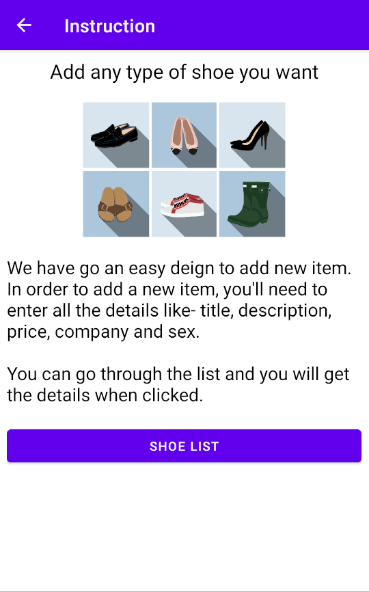 Instruction
Add any type of shoe you want
We have go an easy deign to add new item.
In order to add a new item, you'll need to
enter all the details like- title, description,
price, company and sex.
You can go through the list and you will get
the details when clicked.
SHOE LIST